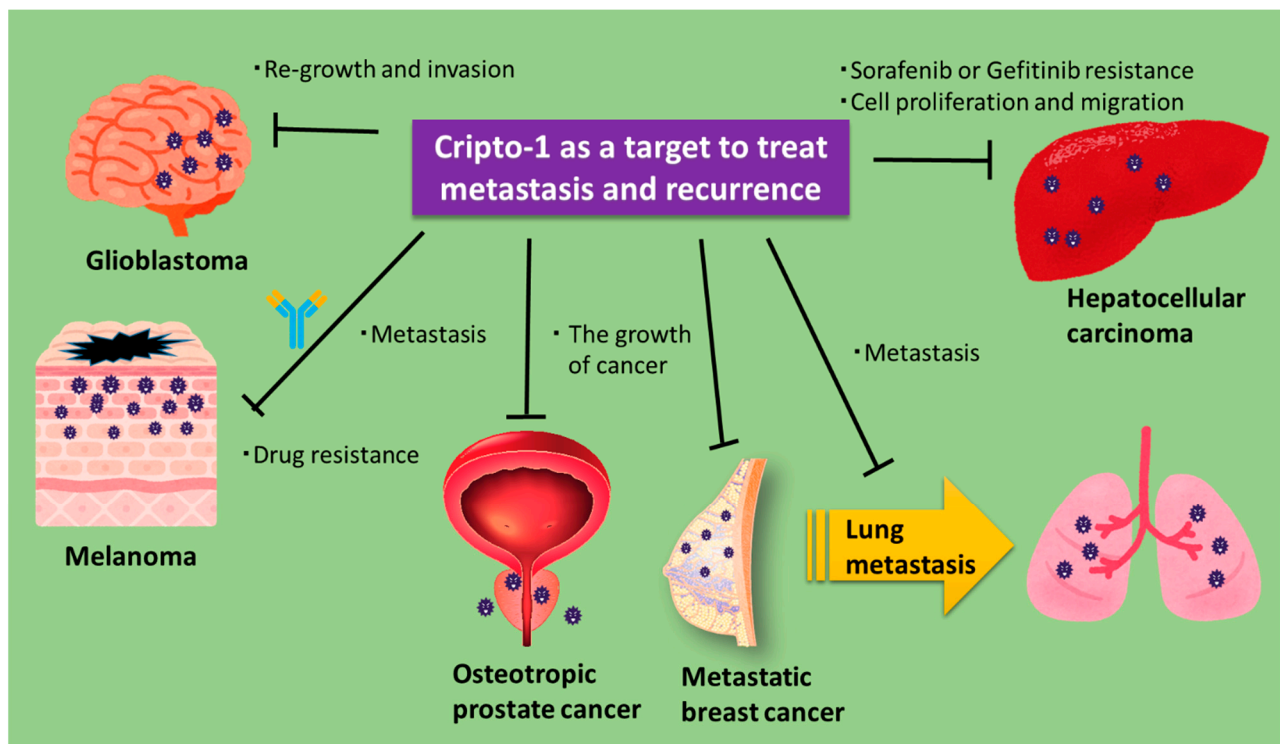 ▪Re-growth and invasion
▪Sorafenib or Gefitinib resistance
▪Cell proliferation and migration
Cripto-1 as a target to treat
metastasis and recurrence
Glioblastoma
Hepatocellular
carcinoma
▪Metastasis
▪ The growth
of cancer
▪Metastasis
▪Drug resistance
Melanoma
Lung
metastasis
Osteotropic
prostate cancer
Metastatic
breast cancer